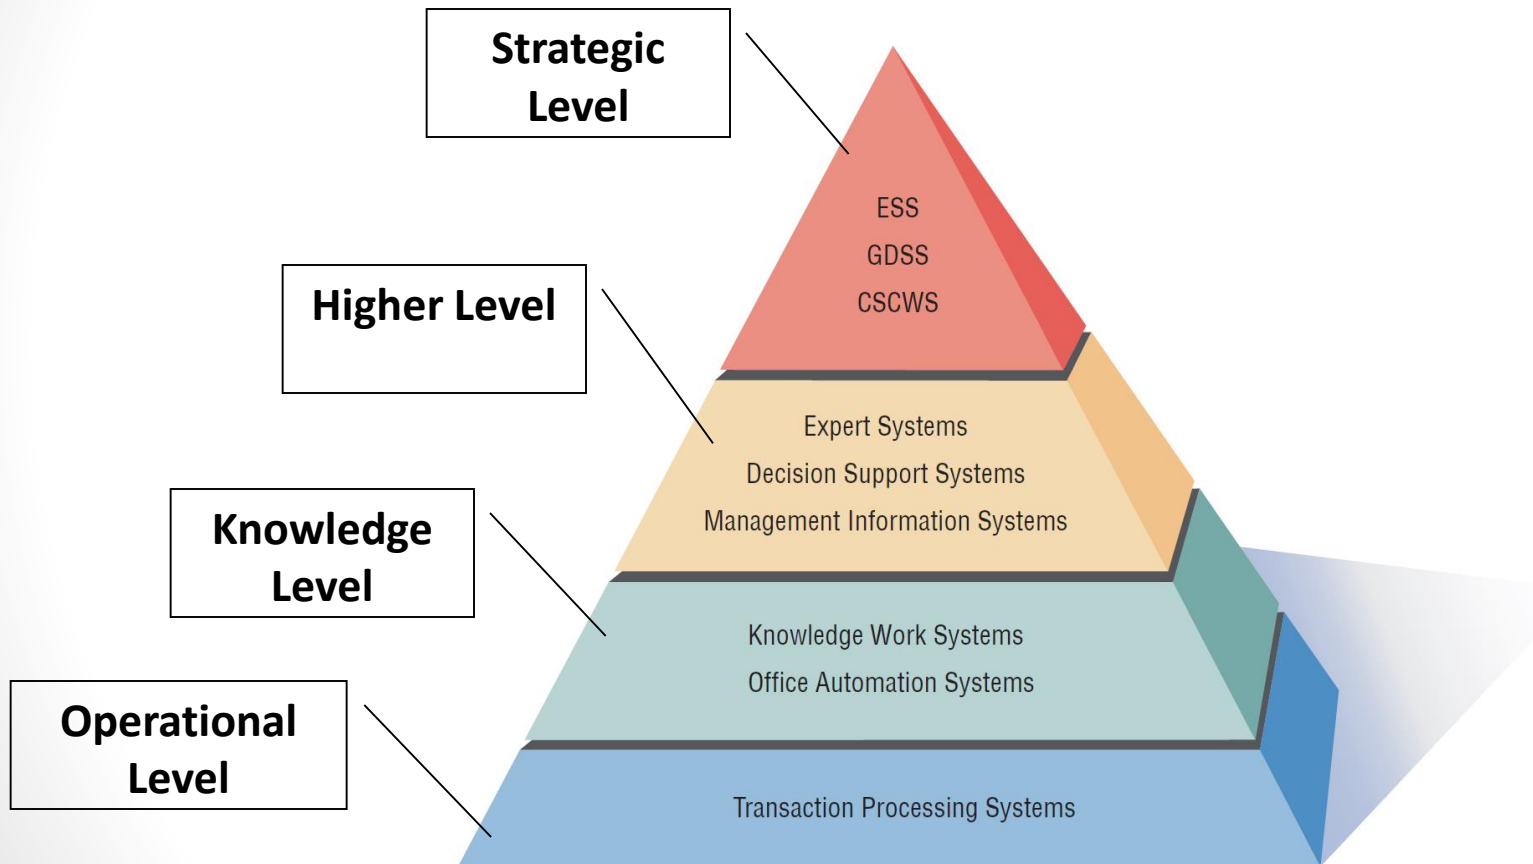 Strategic
Level
ESS
GDSS
CSCWS
Higher Level
Expert Systems
Decision Support Systems
Management Information Systems
Knowledge
Level
Knowledge Work Systems
Office Automation Systems
Operational
Level
Transaction Processing Systems